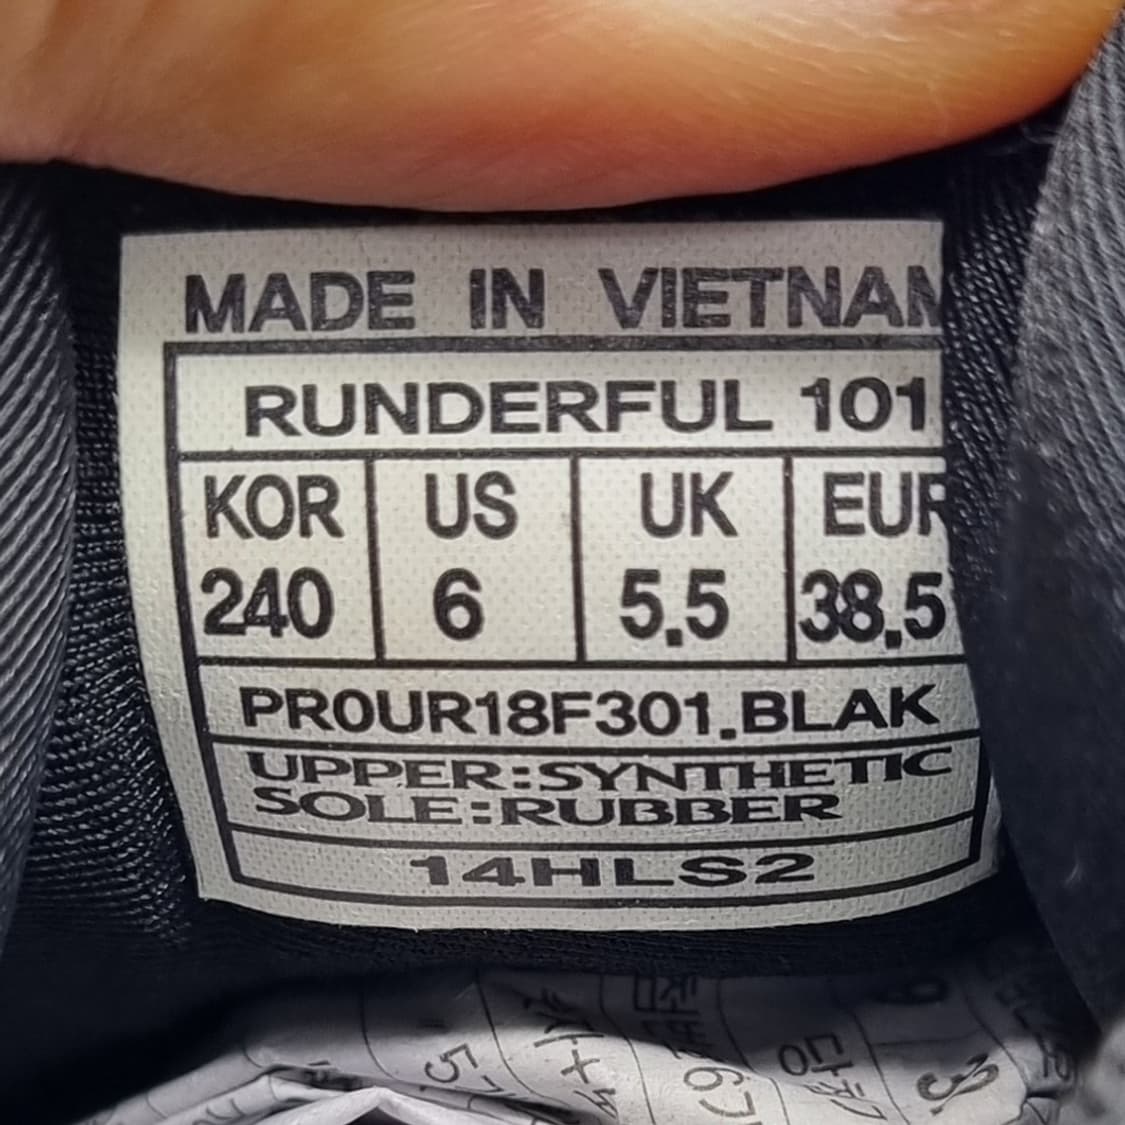 MADE IN VIETNAM
RUNDERFUL 101
KOR US UK EUR
240 6 5.5 38.5
PR0UR18F301.BLAK
UPPER:SYNTHETIC
SOLE:RUBBER
14HLS2